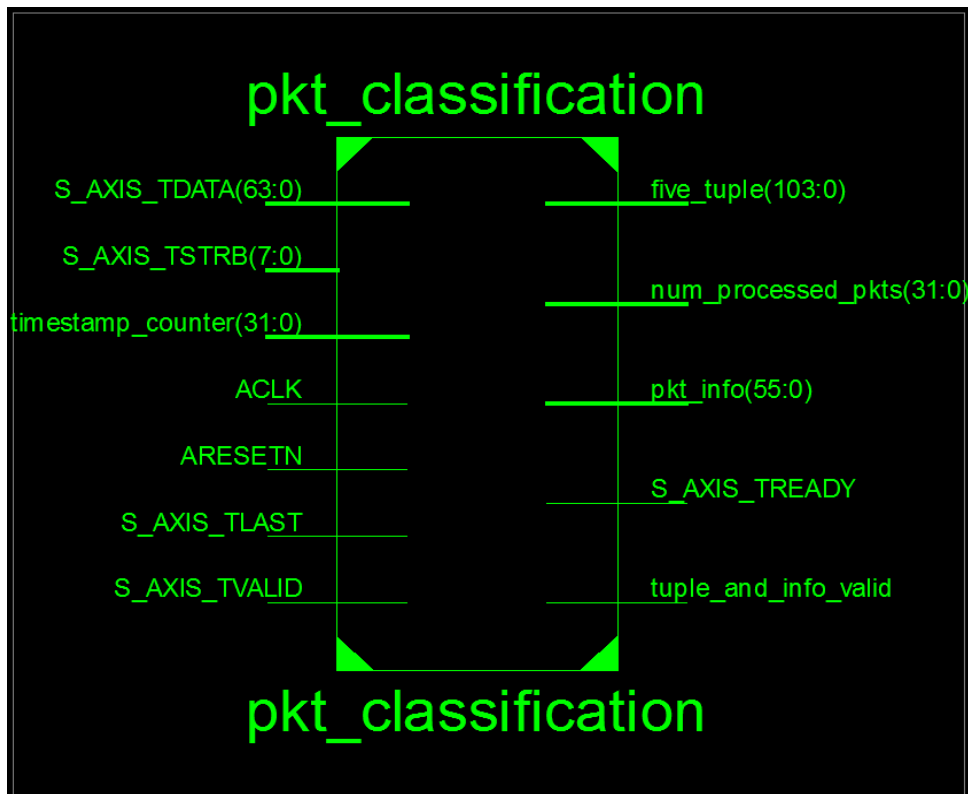 pkt_classification
S_AXIS_TDATA(63:0)
five_tuple(103:0)
S_AXIS_TSTRB(7:0)
num_processed_pkts(31:0)
timestamp_counter(31:0)
pkt_info(55:0)
ACLK
ARESETN
S_AXIS_TREADY
S_AXIS_TLAST
S_AXIS_TVALID
tuple_and_info_valid
pkt_classification